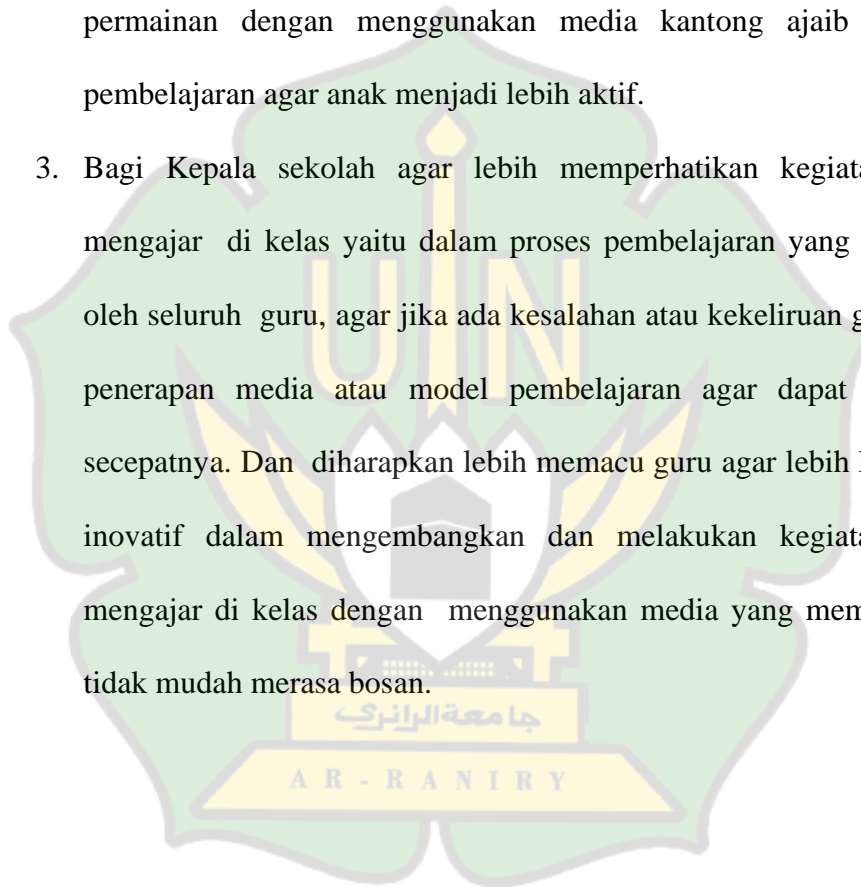 permainan dengan menggunakan media kantong ajaib
pembelajaran agar anak menjadi lebih aktif.
3. Bagi Kepala sekolah agar lebih memperhatikan
mengajar di kelas yaitu dalam proses pembelajaran yang
oleh seluruh guru, agar jika ada kesalahan atau kekeliruan
penerapan media atau model pembelajaran agar dapat
secepatnya. Dan diharapkan lebih memacu guru agar lebih
inovatif dalam mengembangkan dan melakukan
mengajar di kelas dengan menggunakan media yang
tidak mudah merasa bosan.
UIN
جامعة الرانري
AR-RANIRY